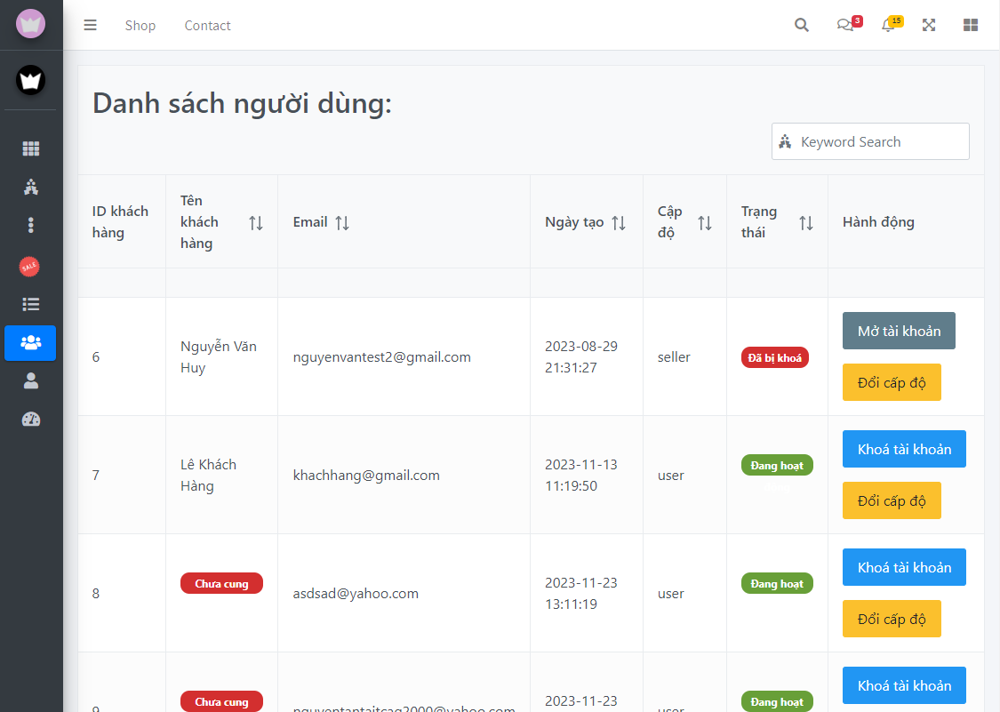 Shop Contact 3 15
Danh sách người dùng:
Keyword Search
ID khách hàng
Tên khách hàng
Email
Ngày tạo
Cập độ
Trạng thái
Hành động
SALE
6
Nguyễn Văn Huy
nguyenvantest2@gmail.com
2023-08-29 21:31:27
seller
Đã bị khoá
Mở tài khoản
Đổi cấp độ
7
Lê Khách Hàng
khachhang@gmail.com
2023-11-13 11:19:50
user
Đang hoạt
Khoá tài khoản
Đổi cấp độ
8
Chưa cung
asdsad@yahoo.com
2023-11-23 13:11:19
user
Đang hoạt
Khoá tài khoản
Đổi cấp độ
9
Chưa cung
nguyentantaitcag2000@yahoo.com
2023-11-23
user
Đang hoạt
Khoá tài khoản